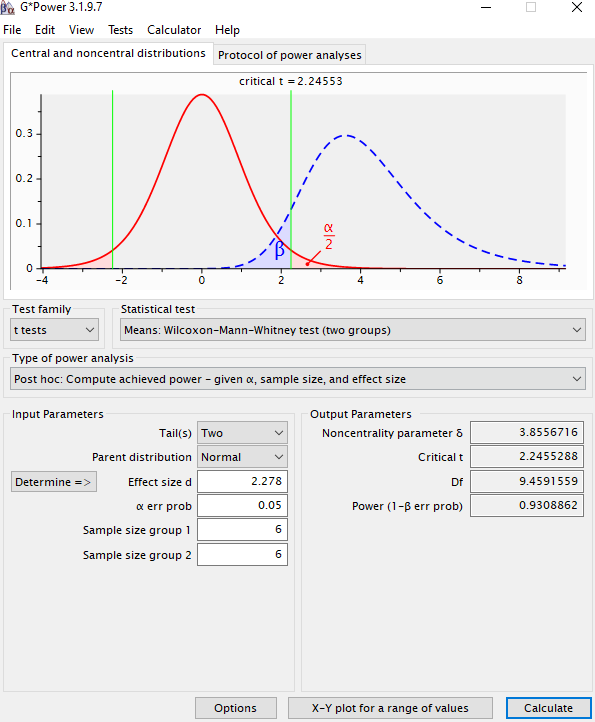 G*Power 3.1.9.7
File Edit View Tests Calculator Help
Central and noncentral distributions Protocol of power analyses
critical t = 2.24553
0.3
0.2
0.1
0
α
2
β
-4 -2 0 2 4 6 8
Test family Statistical test
t tests Means: Wilcoxon-Mann-Whitney test (two groups)
Type of power analysis
Post hoc: Compute achieved power – given α, sample size, and effect size
Input Parameters Output Parameters
Tail(s) Two Noncentrality parameter δ 3.8556716
Parent distribution Normal Critical t 2.2455288
Determine => Effect size d 2.278 Df 9.4591559
α err prob 0.05 Power (1-β err prob) 0.9308862
Sample size group 1 6
Sample size group 2 6
Options X-Y plot for a range of values Calculate